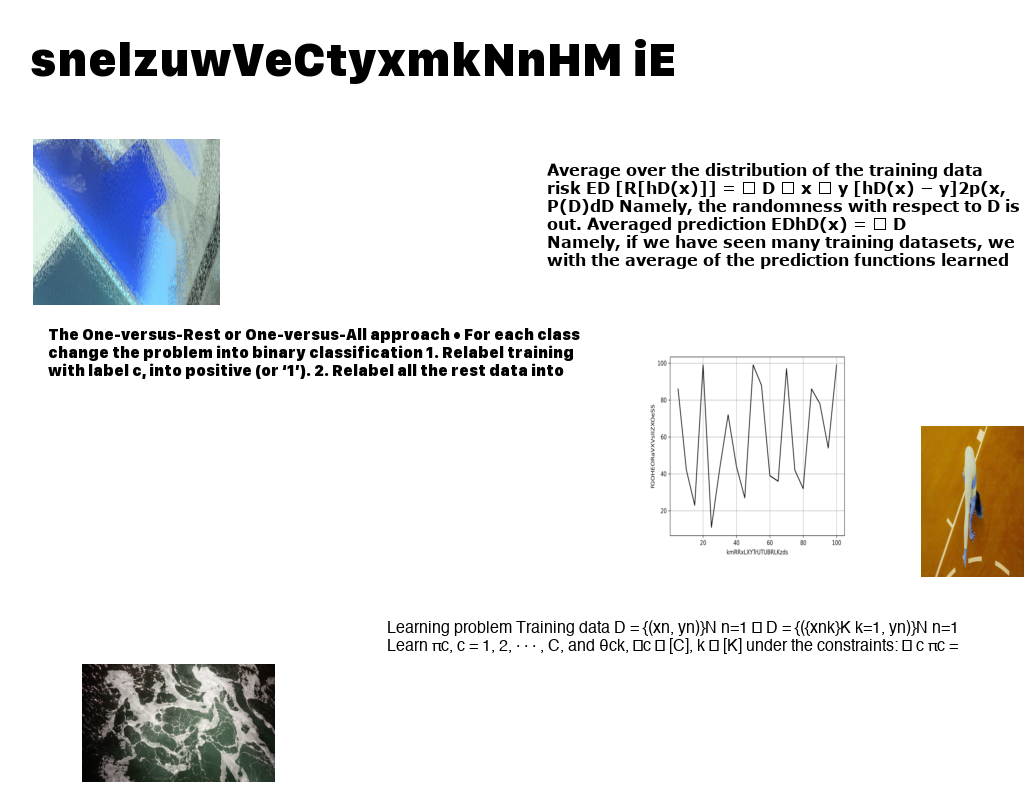 snelzuwVeCtyxmkNnHM iE
Average over the distribution of the training data
risk ED [R[hD(x)]] = □ D □ x □ y [hD(x) − y]2p(x,
P(D)dD Namely, the randomness with respect to D is
out. Averaged prediction EDhD(x) = □ D
Namely, if we have seen many training datasets, we
with the average of the prediction functions learned
The One-versus-Rest or One-versus-All approach • For each class
change the problem into binary classification 1. Relabel training
with label c, into positive (or ‘1’). 2. Relabel all the rest data into
100
80
60
40
20
20 40 60 80 100
Learning problem Training data D = {(xn, yn)}N n=1 □ D = {({xnk}K k=1, yn)}N n=1
Learn πc, c = 1, 2, · · · , C, and θck, □c □ [C], k □ [K] under the constraints: □ c πc =